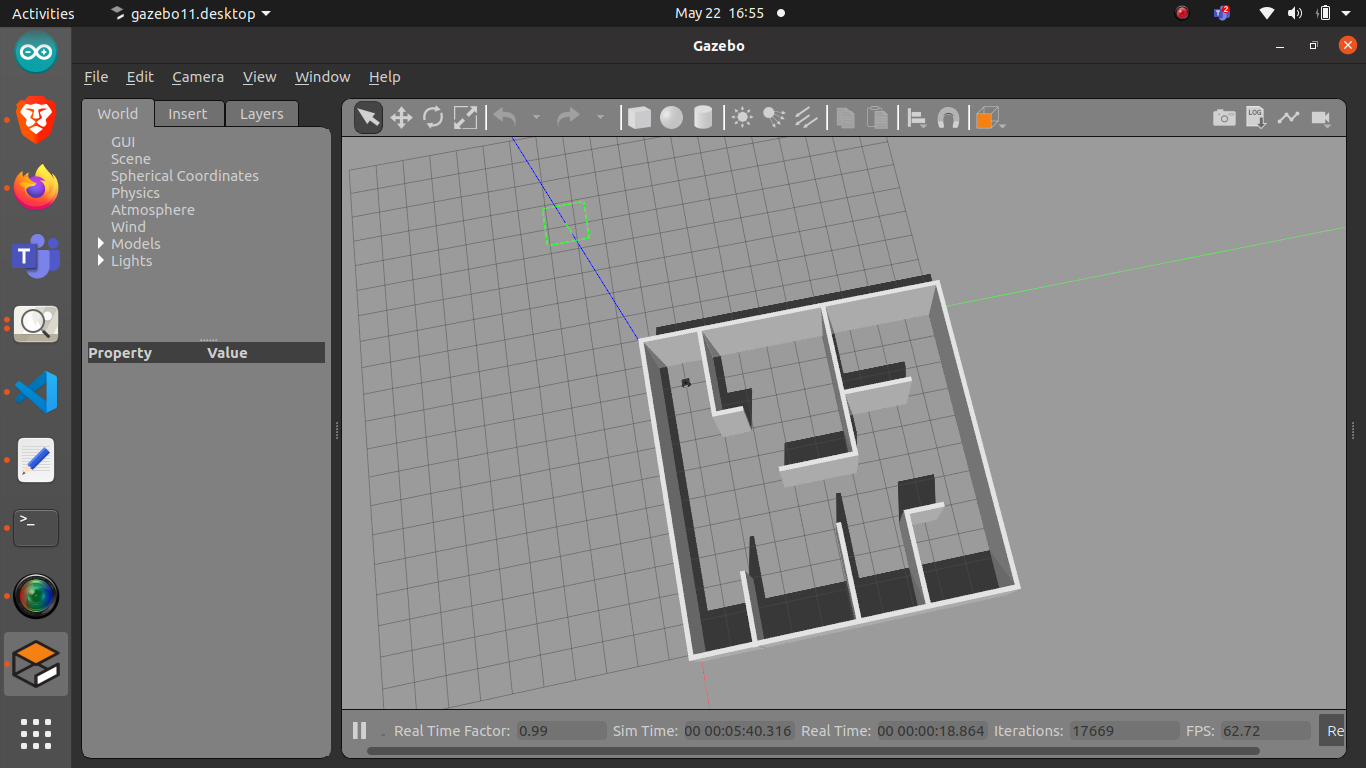 Activities gazebo11.desktop May 22 16:55 2
Gazebo
File Edit Camera View Window Help
World Insert Layers
LOG
GUI
Scene
Spherical Coordinates
Physics
Atmosphere
Wind
Models
Lights
Property Value
T
>_
Real Time Factor: 0.99 Sim Time: 00 00:05:40.316 Real Time: 00 00:00:18.864 Iterations: 17669 FPS: 62.72 Re